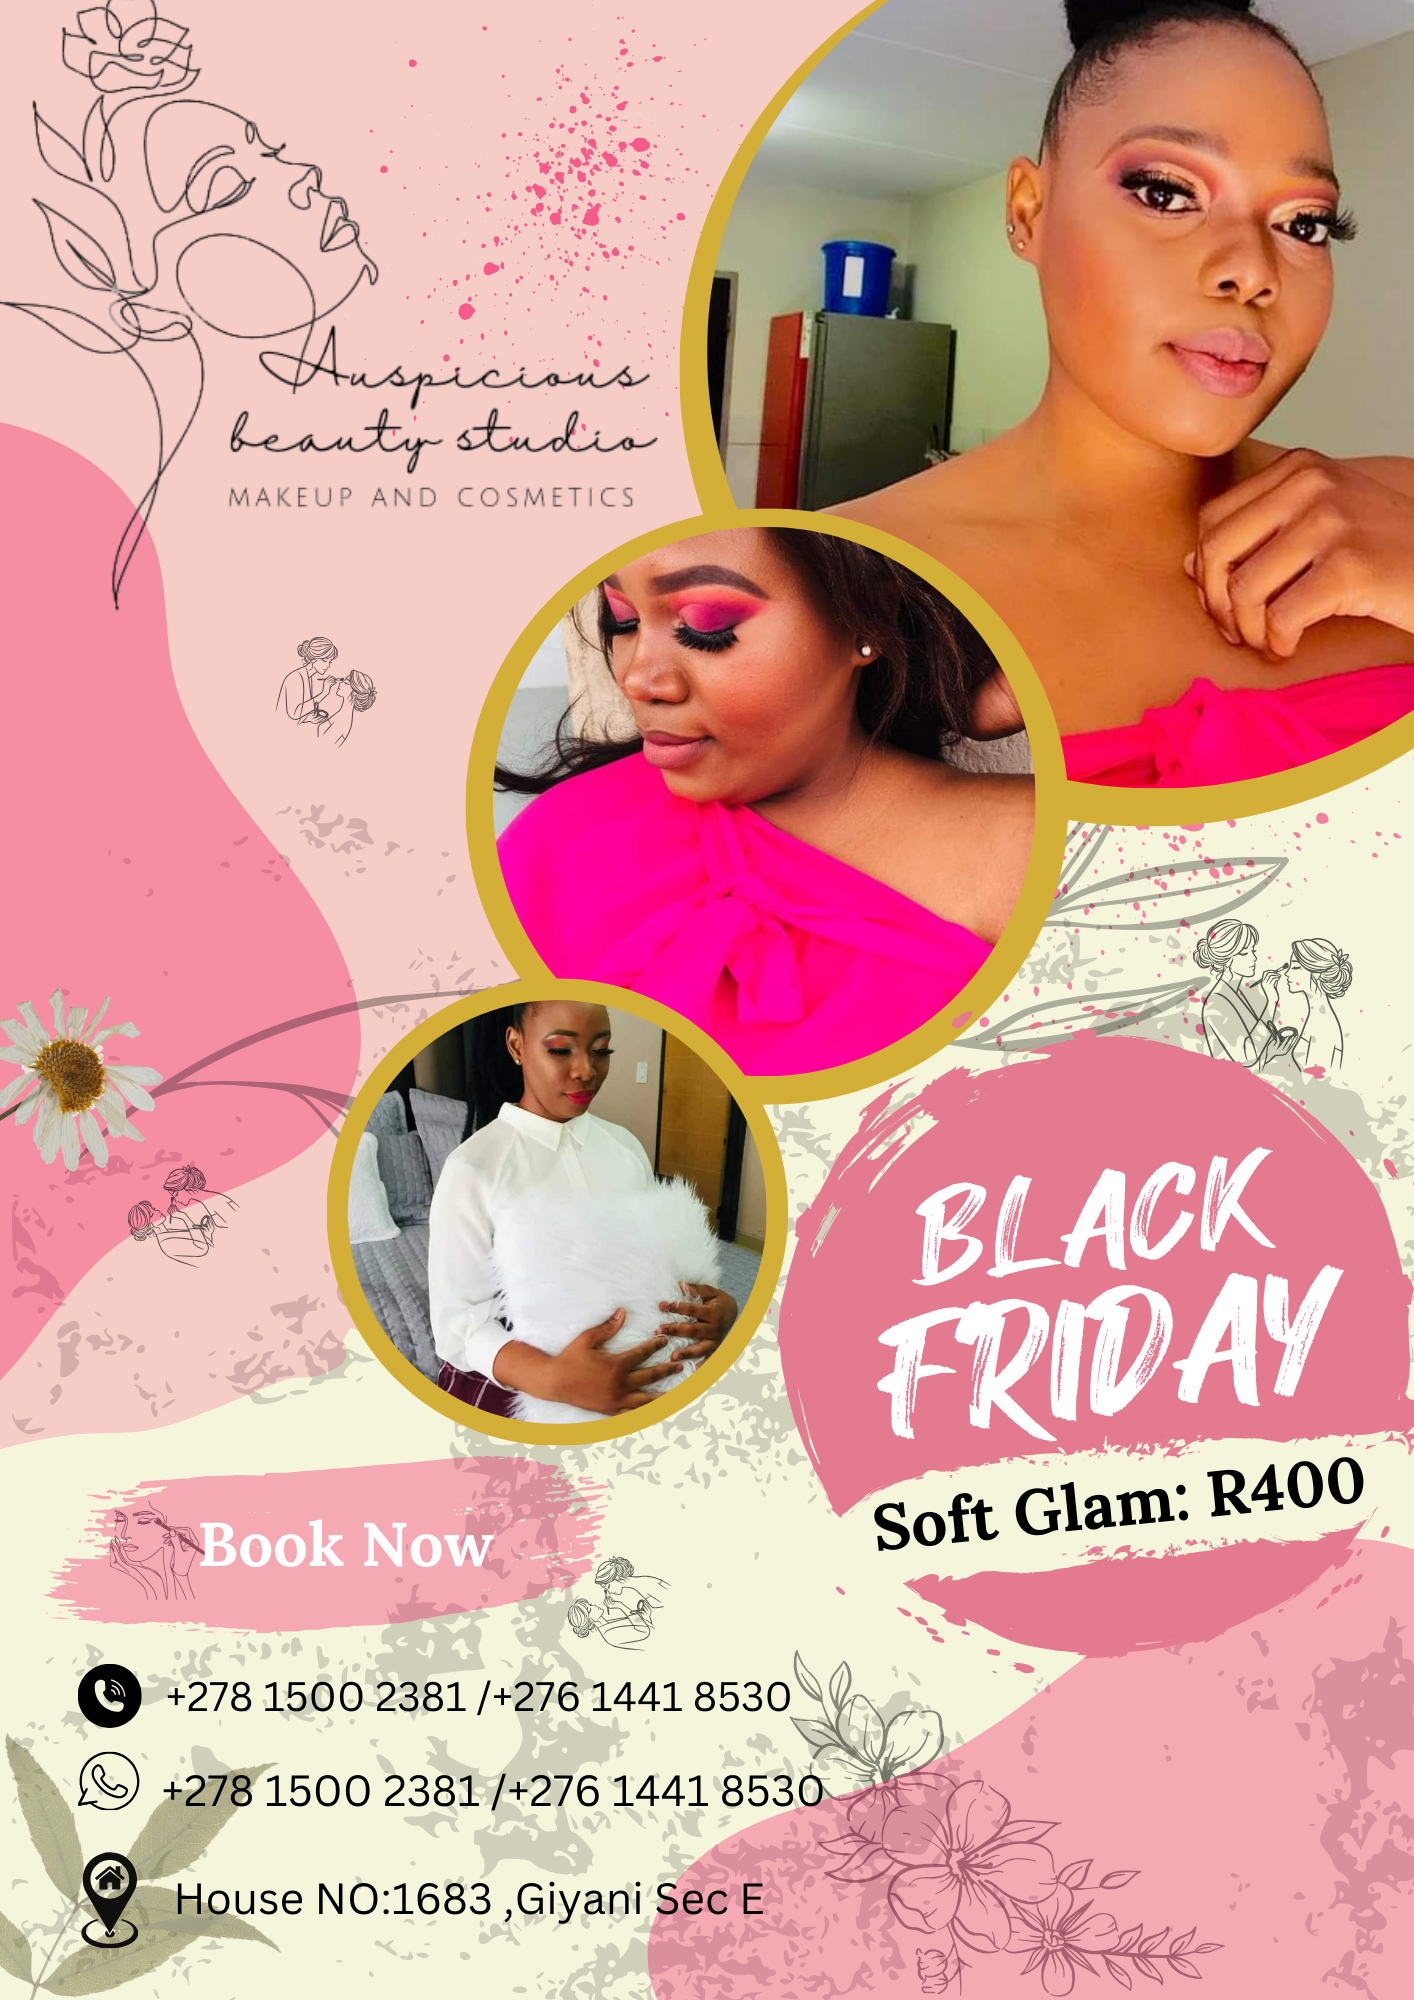 Auspicious
beauty studio
MAKEUP AND COSMETICS
BLACK
FRIDAY
Soft Glam: R400
Book Now
+278 1500 2381 /+276 1441 8530
+278 1500 2381 /+276 1441 8530
House NO:1683 ,Giyani Sec E